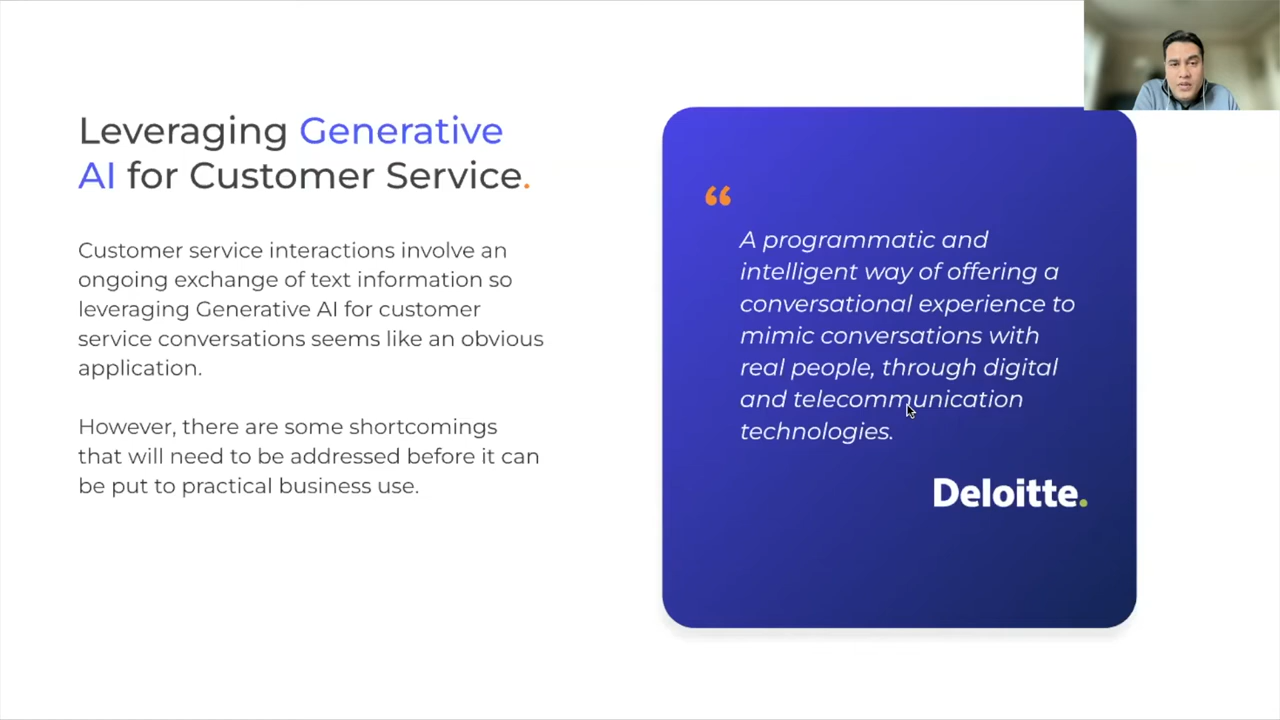 Leveraging Generative
AI for Customer Service.
Customer service interactions involve an
ongoing exchange of text information so
leveraging Generative AI for customer
service conversations seems like an obvious
application.
However, there are some shortcomings
that will need to be addressed before it can
be put to practical business use.
“
A programmatic and
intelligent way of offering a
conversational experience to
mimic conversations with
real people, through digital
and telecommunication
technologies.
Deloitte.